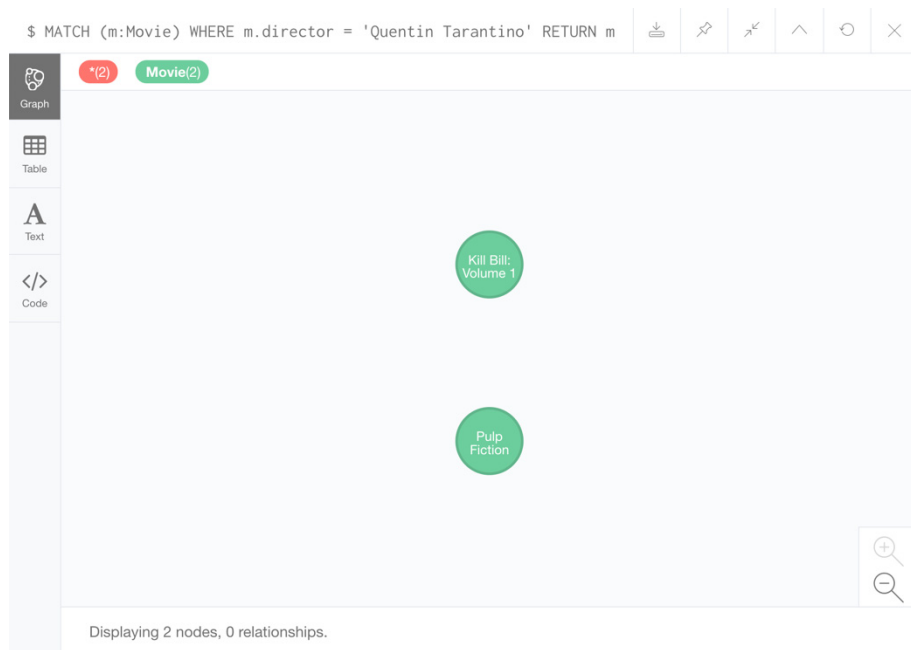 $ MATCH (m:Movie) WHERE m.director = 'Quentin Tarantino' RETURN m
*(2) Movie(2)
Graph
Table
A
Text
</>
Code
Kill Bill:
Volume 1
Pulp
Fiction
Displaying 2 nodes, 0 relationships.